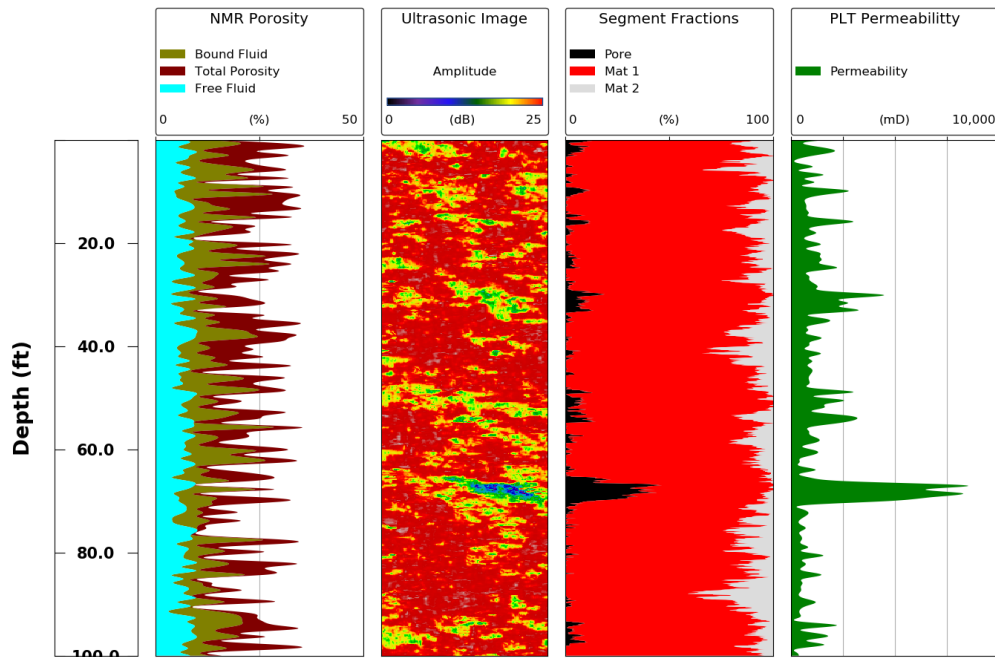 NMR Porosity
Bound Fluid
Total Porosity
Free Fluid
0 (%) 50
Ultrasonic Image
Amplitude
0 (dB) 25
Segment Fractions
Pore
Mat 1
Mat 2
0 (%) 100
PLT Permeabilitty
Permeability
0 (mD) 10,000
Depth (ft)
20.0
40.0
60.0
80.0
100.0